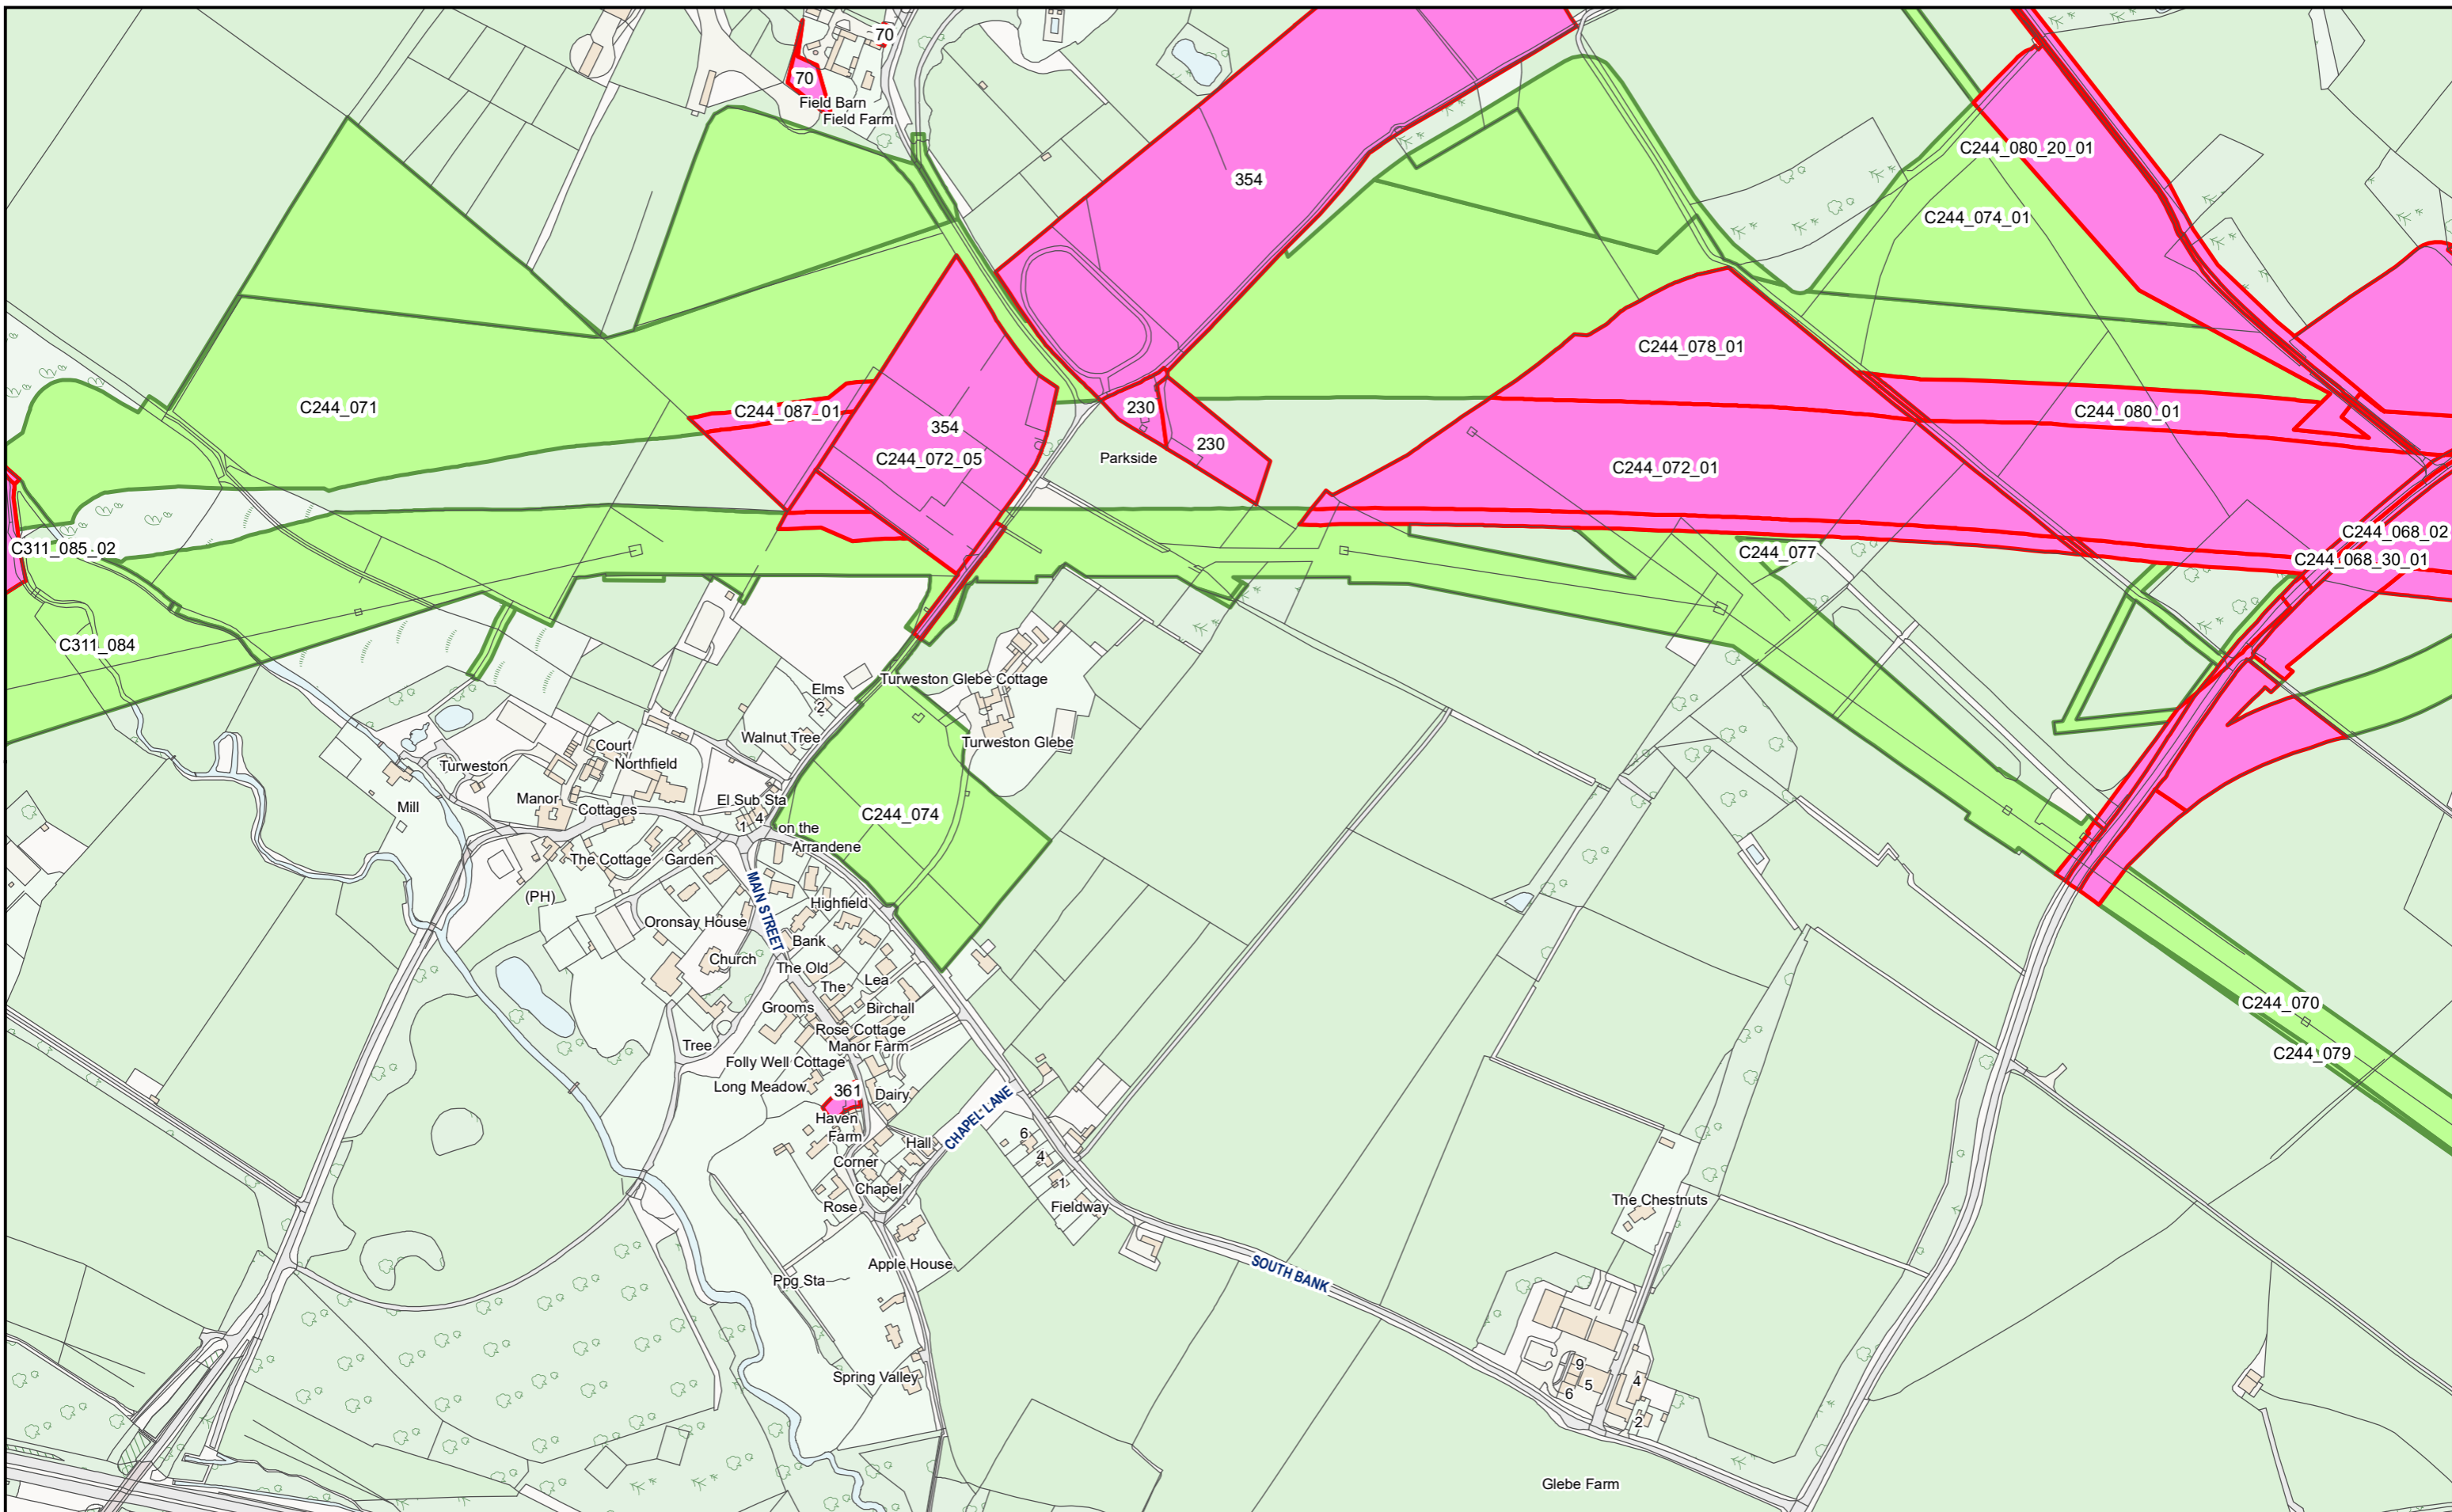 70
70
Field Barn
Field Farm
354
C244_080_20_01
C244_074_01
C244_078_01
C244_071
C244_087_01
230
C244_080_01
354
230
C244_072_05
Parkside
C244_072_01
C311_085_02
C244_077
C244_068_02
C244_068_30_01
C311_084
Turweston Glebe Cottage
Elms
2
Walnut Tree
Turweston Glebe
Court
Northfield
Turweston
Manor
Cottages
Mill
El Sub Sta
1
4
on the
Arrandene
C244_074
The Cottage
Garden
(PH)
MAIN STREET
Highfield
Oronsay House
Bank
Church
The Old
The
Lea
Grooms
Birchall
Rose Cottage
Manor Farm
Tree
Folly Well Cottage
Long Meadow
361
Dairy
Haven
Farm
Hall
CHAPEL LANE
6
4
1
Corner
Chapel
Rose
Fieldway
C244_070
C244_079
The Chestnuts
Apple House
Ppg Sta
SOUTH BANK
Spring Valley
9
5
6
4
2
Glebe Farm